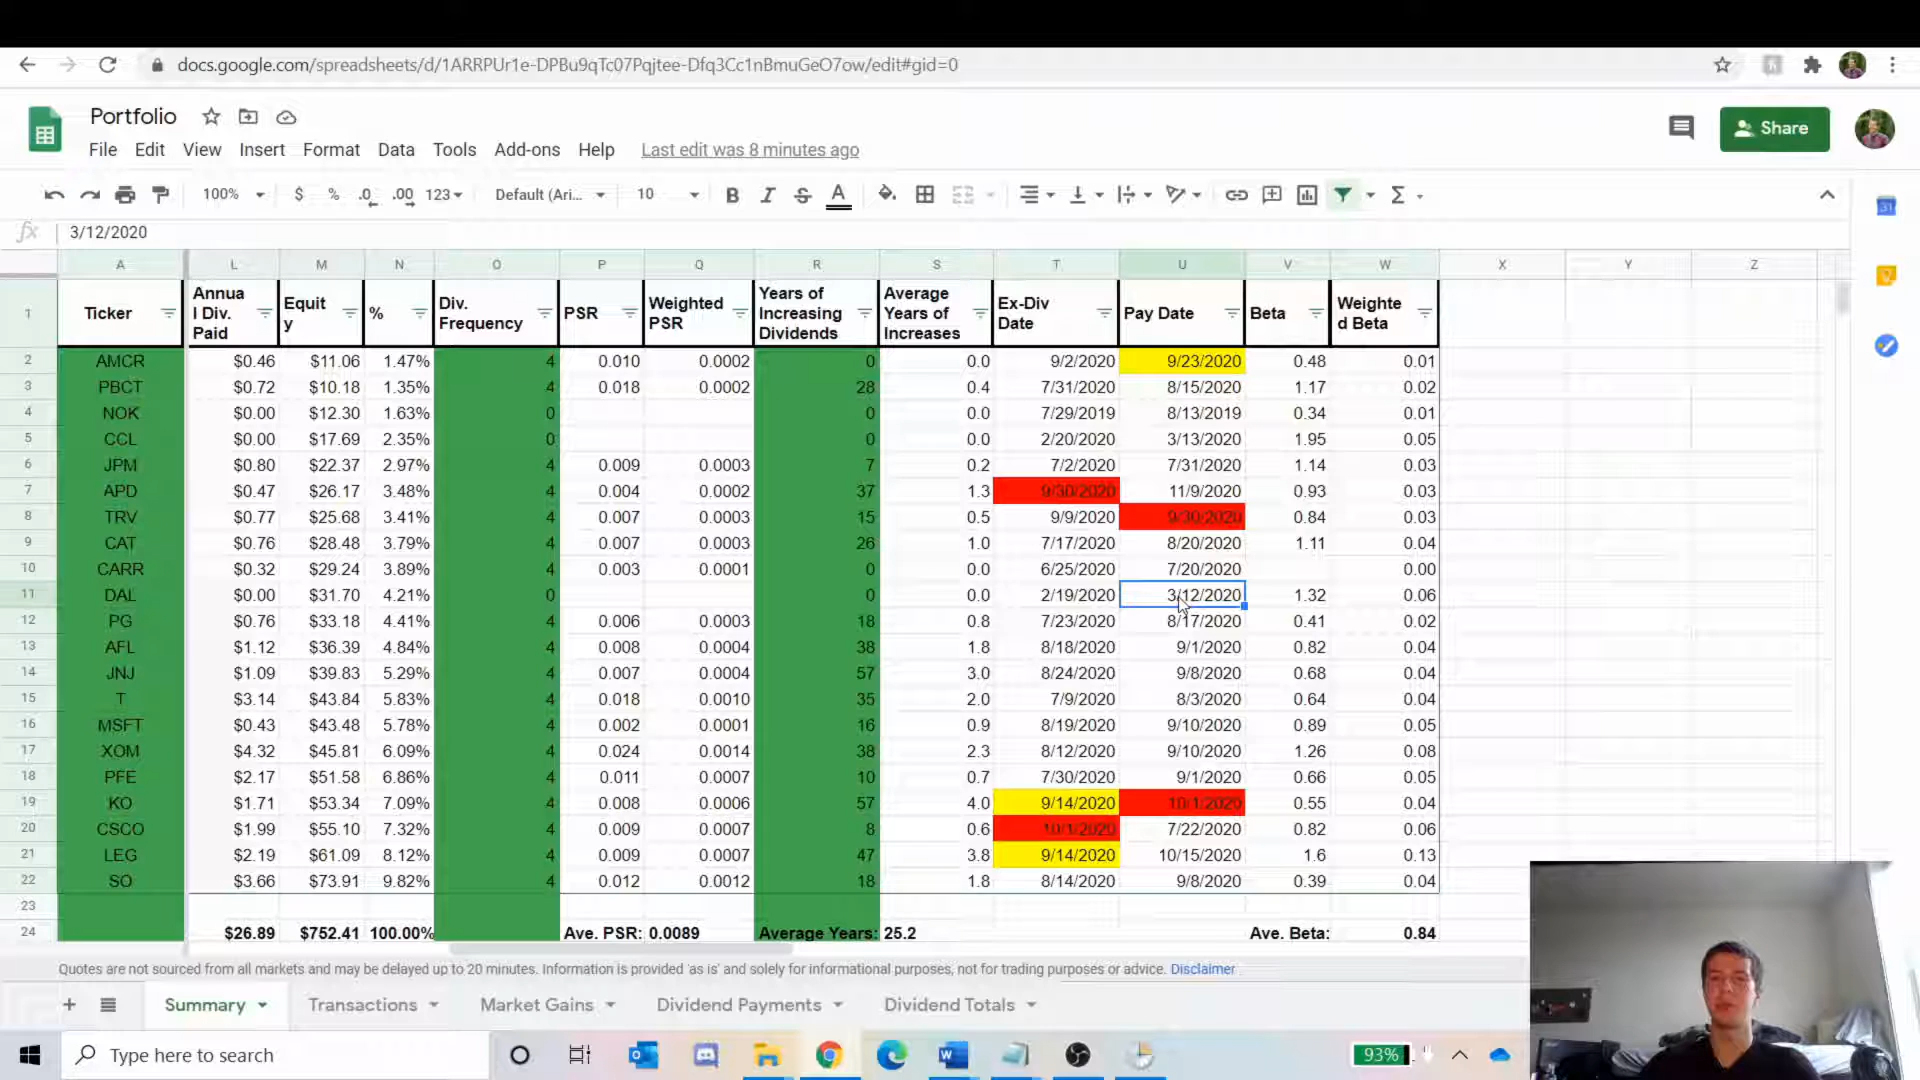 docs.google.com/spreadsheets/d/1ARRPUr1e-DPBu9qTc07Pqjtee-Dfq3Cc1nBmuGeO7ow/edit#gid=0
Portfolio
Share
File Edit View Insert Format Data Tools Add-ons Help Last edit was 8 minutes ago
100% $ % .0 .00 123 Default (Ari... 10 B I S A
fx 3/12/2020
A L M N O P Q R S T U V W X Y Z
1 Ticker Annua l Div. Paid Equit y % Div. Frequency PSR Weighted PSR Years of Increasing Dividends Average Years of Increases Ex-Div Date Pay Date Beta Weighte d Beta
2 AMCR $0.46 $11.06 1.47% 4 0.010 0.0002 0 0.0 9/2/2020 9/23/2020 0.48 0.01
3 PBCT $0.72 $10.18 1.35% 4 0.018 0.0002 28 0.4 7/31/2020 8/15/2020 1.17 0.02
4 NOK $0.00 $12.30 1.63% 0 0 0.0 7/29/2019 8/13/2019 0.34 0.01
5 CCL $0.00 $17.69 2.35% 0 0 0.0 2/20/2020 3/13/2020 1.95 0.05
6 JPM $0.80 $22.37 2.97% 4 0.009 0.0003 7 0.2 7/2/2020 7/31/2020 1.14 0.03
7 APD $0.47 $26.17 3.48% 4 0.004 0.0002 37 1.3 9/30/2020 11/9/2020 0.93 0.03
8 TRV $0.77 $25.68 3.41% 4 0.007 0.0003 15 0.5 9/9/2020 9/30/2020 0.84 0.03
9 CAT $0.76 $28.48 3.79% 4 0.007 0.0003 26 1.0 7/17/2020 8/20/2020 1.11 0.04
10 CARR $0.32 $29.24 3.89% 4 0.003 0.0001 0 0.0 6/25/2020 7/20/2020 0.00
11 DAL $0.00 $31.70 4.21% 0 0 0.0 2/19/2020 3/12/2020 1.32 0.06
12 PG $0.76 $33.18 4.41% 4 0.006 0.0003 18 0.8 7/23/2020 8/17/2020 0.41 0.02
13 AFL $1.12 $36.39 4.84% 4 0.008 0.0004 38 1.8 8/18/2020 9/1/2020 0.82 0.04
14 JNJ $1.09 $39.83 5.29% 4 0.007 0.0004 57 3.0 8/24/2020 9/8/2020 0.68 0.04
15 T $3.14 $43.84 5.83% 4 0.018 0.0010 35 2.0 7/9/2020 8/3/2020 0.64 0.04
16 MSFT $0.43 $43.48 5.78% 4 0.002 0.0001 16 0.9 8/19/2020 9/10/2020 0.89 0.05
17 XOM $4.32 $45.81 6.09% 4 0.024 0.0014 38 2.3 8/12/2020 9/10/2020 1.26 0.08
18 PFE $2.17 $51.58 6.86% 4 0.011 0.0007 10 0.7 7/30/2020 9/1/2020 0.66 0.05
19 KO $1.71 $53.34 7.09% 4 0.008 0.0006 57 4.0 9/14/2020 10/1/2020 0.55 0.04
20 CSCO $1.99 $55.10 7.32% 4 0.009 0.0007 8 0.6 10/1/2020 7/22/2020 0.82 0.06
21 LEG $2.19 $61.09 8.12% 4 0.009 0.0007 47 3.8 9/14/2020 10/15/2020 1.6 0.13
22 SO $3.66 $73.91 9.82% 4 0.012 0.0012 18 1.8 8/14/2020 9/8/2020 0.39 0.04
23
24 $26.89 $752.41 100.00% Ave. PSR: 0.0089 Average Years: 25.2 Ave. Beta: 0.84
Quotes are not sourced from all markets and may be delayed up to 20 minutes. Information is provided 'as is' and solely for informational purposes, not for trading purposes or advice. Disclaimer
Summary Transactions Market Gains Dividend Payments Dividend Totals
Type here to search 93%